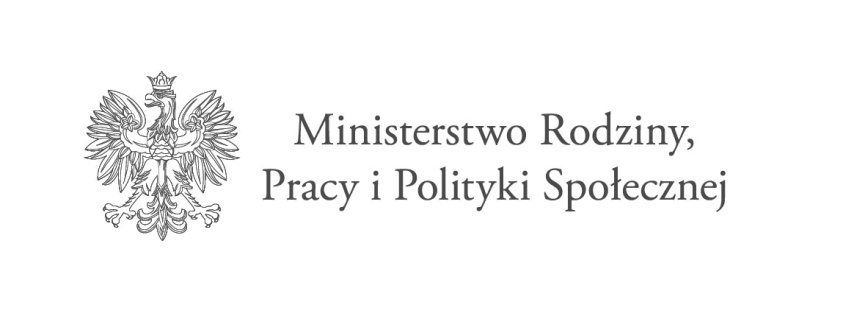 Ministerstwo Rodziny,
Pracy i Polityki Społecznej